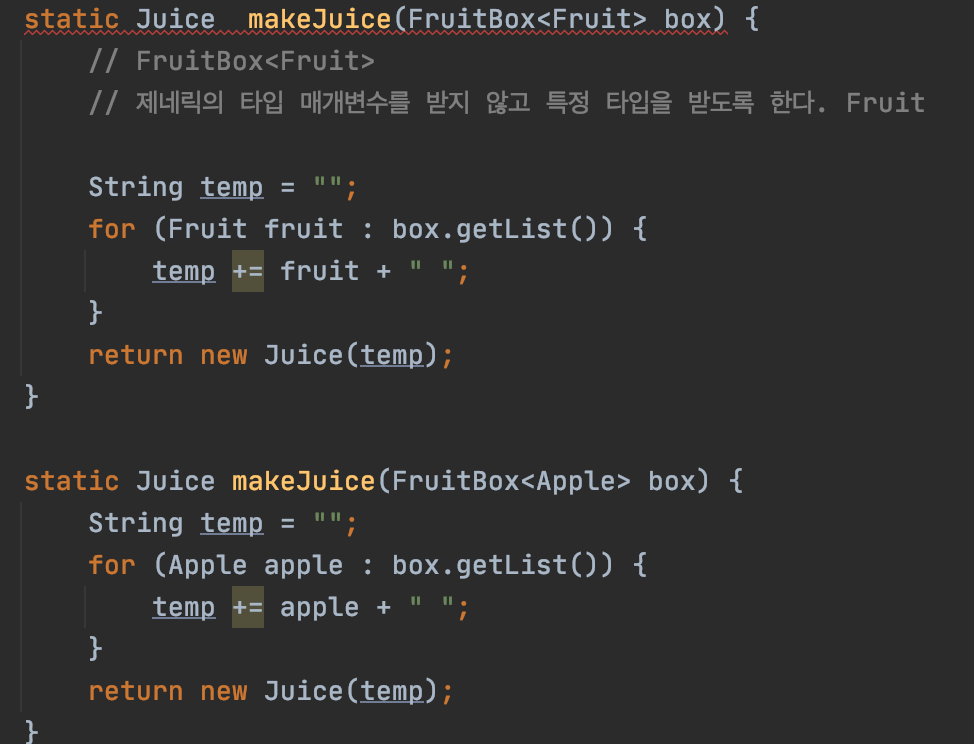 static Juice  makeJuice(FruitBox<Fruit> box) {
    // FruitBox<Fruit>
    // 제네릭의 타입 매개변수를 받지 않고 특정 타입을 받도록 한다. Fruit
    String temp = "";
    for (Fruit fruit : box.getList()) {
        temp += fruit + " ";
    }
    return new Juice(temp);
}
static Juice makeJuice(FruitBox<Apple> box) {
    String temp = "";
    for (Apple apple : box.getList()) {
        temp += apple + " ";
    }
    return new Juice(temp);
}